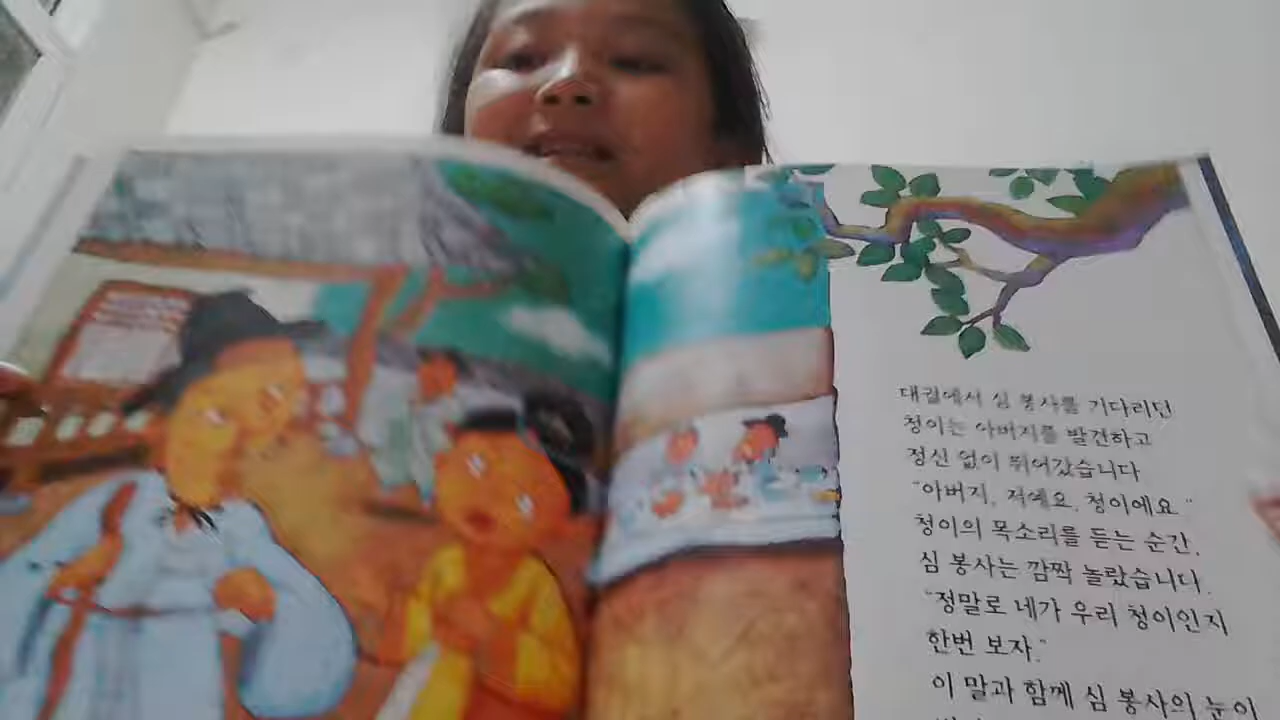 대궐에서 심 봉사를 기다리던
청이는 아버지를 발견하고
정신 없이 뛰어갔습니다
"아버지, 저예요, 청이에요."
청이의 목소리를 듣는 순간,
심 봉사는 깜짝 놀랐습니다.
"정말로 네가 우리 청이인지
한번 보자."
이 말과 함께 심 봉사의 눈이